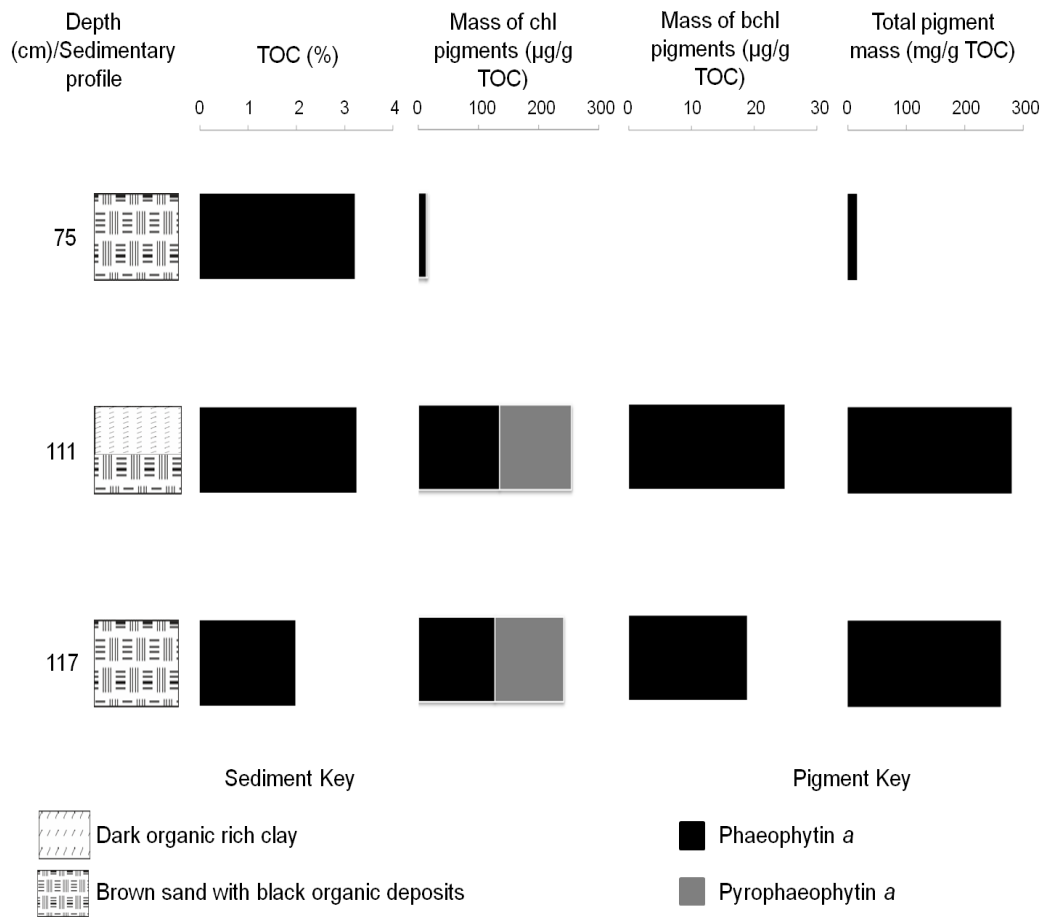 Depth
(cm)/Sedimentary
profile
TOC (%)
Mass of chl
pigments (µg/g
TOC)
Mass of bchl
pigments (µg/g
TOC)
Total pigment
mass (mg/g TOC)
0 1 2 3 4
0 100 200 300
0 10 20 30
0 100 200 300
75
111
117
Sediment Key
Dark organic rich clay
Brown sand with black organic deposits
Pigment Key
Phaeophytin a
Pyrophaeophytin a